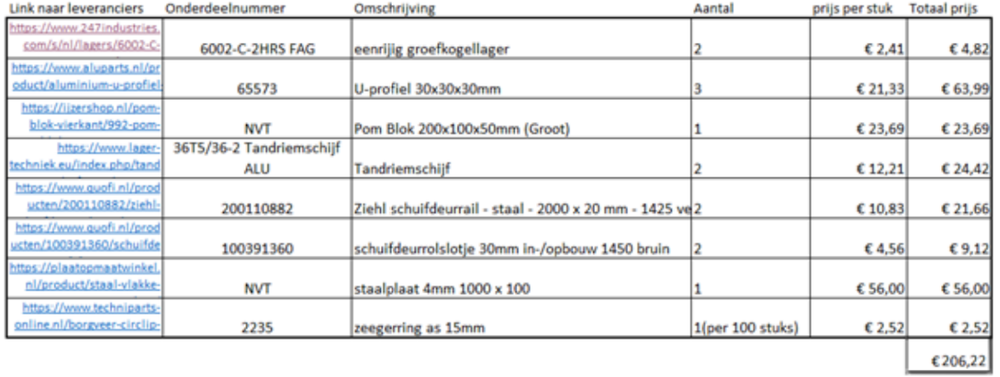 Link naar leveranciers Onderdeelnummer Omschrijving Aantal prijs per stuk Totaal prijs
https://www.247industries.
com/s/nl/lagers/6002-C- 6002-C-2HRS FAG eenrijig groefkogellager 2 € 2,41 € 4,82
https://www.aluparts.nl/pr
oduct/aluminium-u-profiel- 65573 U-profiel 30x30x30mm 3 € 21,33 € 63,99
https://ijzershop.nl/pom-
blok-vierkant/992-pom- NVT Pom Blok 200x100x50mm (Groot) 1 € 23,69 € 23,69
https://www.lager- 36T5/36-2 Tandriemschijf
techniek.eu/index.php/tand ALU Tandriemschijf 2 € 12,21 € 24,42
https://www.quofi.nl/prod
ucten/200110882/ziehl- 200110882 Ziehl schuifdeurrail - staal - 2000 x 20 mm - 1425 ve 2 € 10,83 € 21,66
https://www.quofi.nl/prod
ucten/100391360/schuifde 100391360 schuifdeurrolslotje 30mm in-/opbouw 1450 bruin 2 € 4,56 € 9,12
https://plaatopmaatwinkel.
nl/product/staal-vlakke- NVT staalplaat 4mm 1000 x 100 1 € 56,00 € 56,00
https://www.techniparts-
online.nl/borgveer-circlip- 2235 zeegerring as 15mm 1(per 100 stuks) € 2,52 € 2,52
€ 206,22